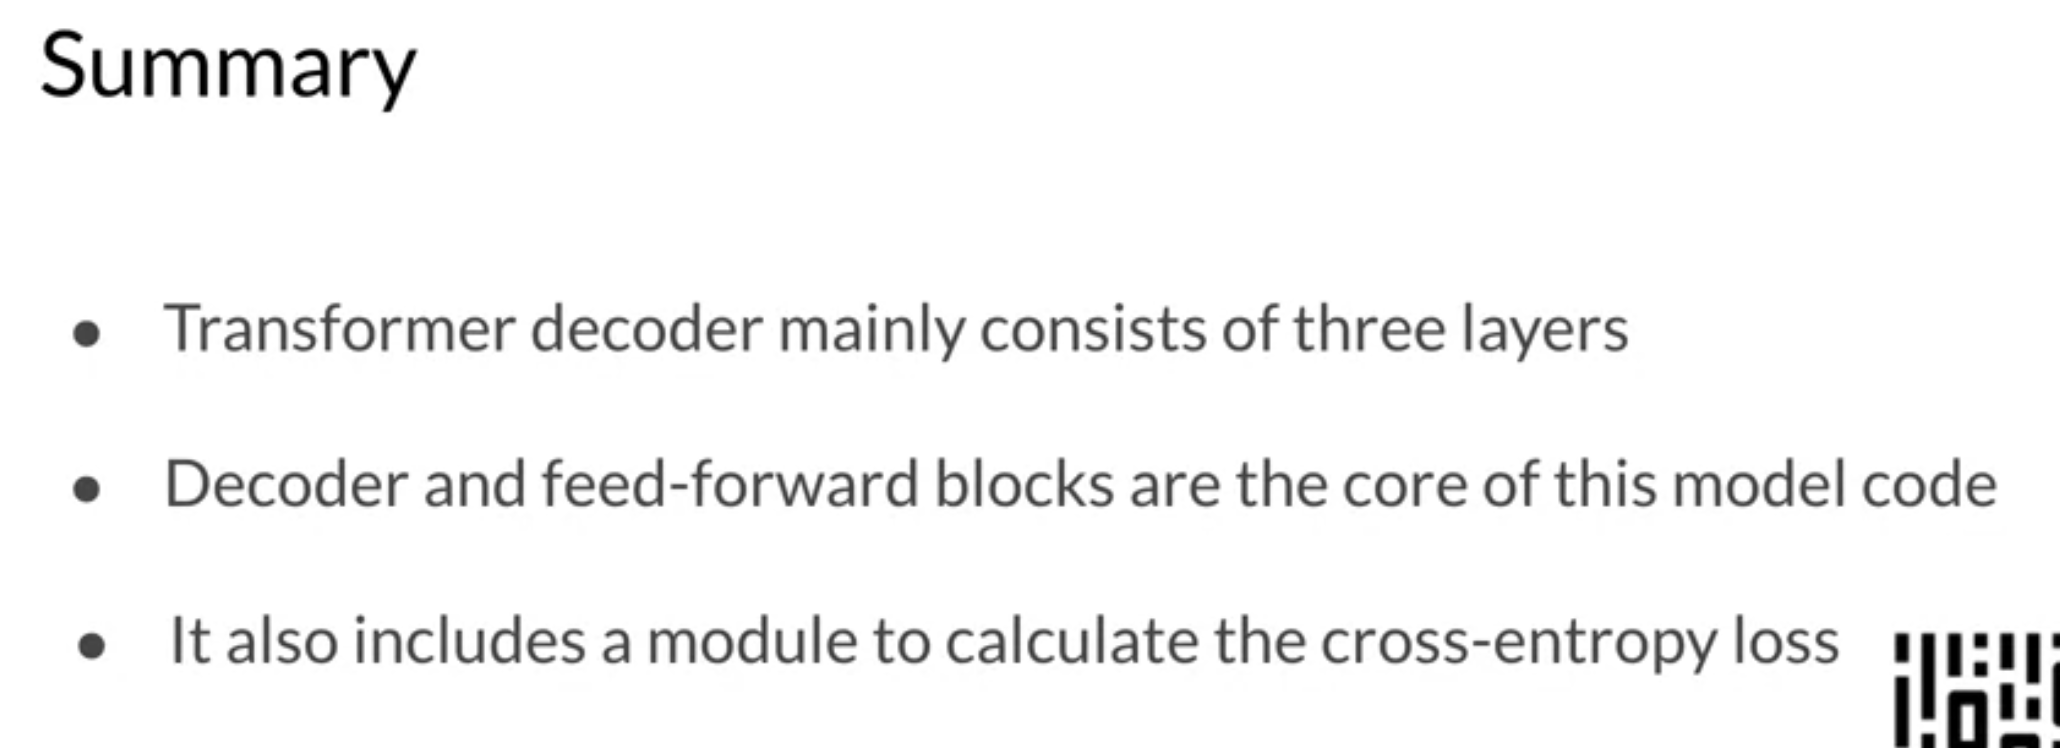 Summary
● Transformer decoder mainly consists of three layers
● Decoder and feed-forward blocks are the core of this model code
● It also includes a module to calculate the cross-entropy loss